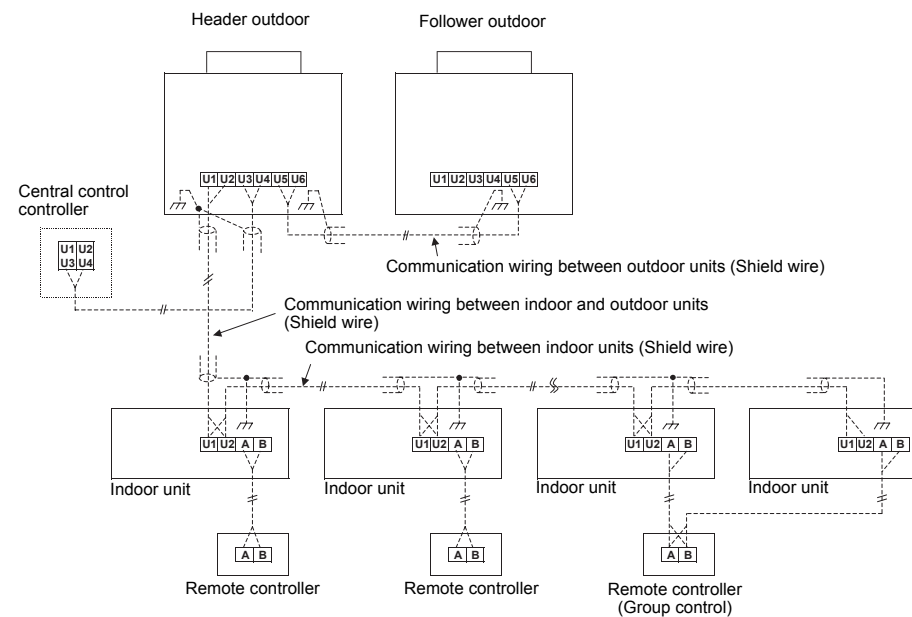 Header outdoor
Follower outdoor
U1 U2 U3 U4 U5 U6
U1 U2 U3 U4 U5 U6
Central control
controller
U1 U2
U3 U4
Communication wiring between outdoor units (Shield wire)
Communication wiring between indoor and outdoor units
(Shield wire)
Communication wiring between indoor units (Shield wire)
U1 U2 A B
U1 U2 A B
U1 U2 A B
U1 U2 A B
Indoor unit
Indoor unit
Indoor unit
Indoor unit
A B
A B
A B
Remote controller
Remote controller
Remote controller
(Group control)